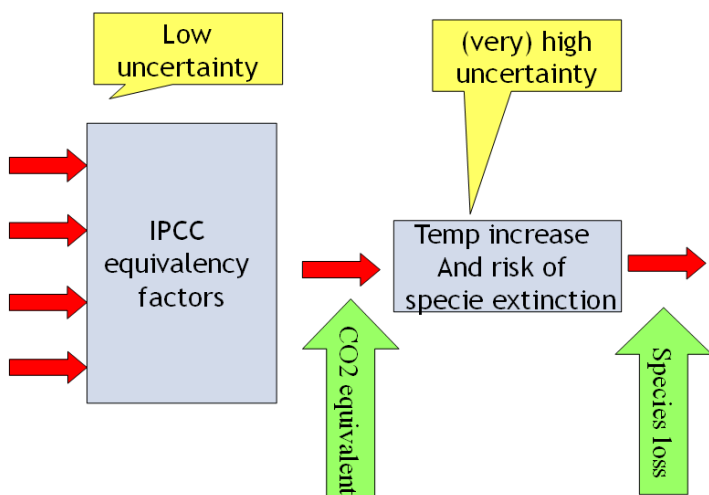 Low
uncertainty
(very) high
uncertainty
IPCC
equivalency
factors
Temp increase
And risk of
specie extinction
CO2 equivalent
Species loss